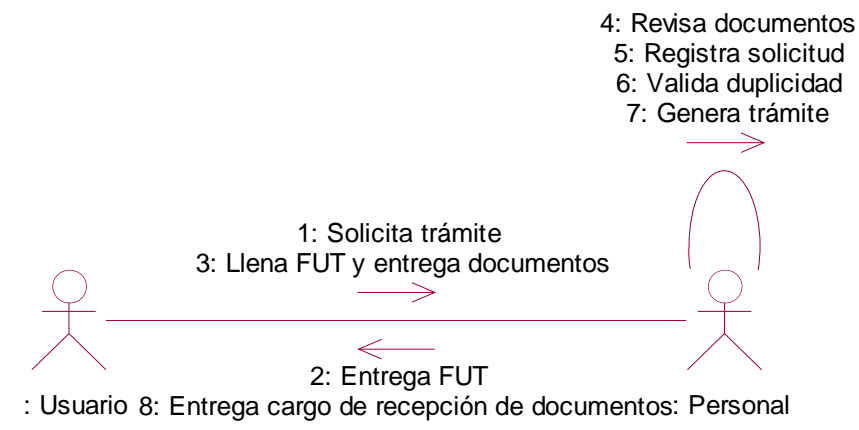 4: Revisa documentos
5: Registra solicitud
6: Valida duplicidad
7: Genera trámite
1: Solicita trámite
3: Llena FUT y entrega documentos
2: Entrega FUT
: Usuario 8: Entrega cargo de recepción de documentos : Personal